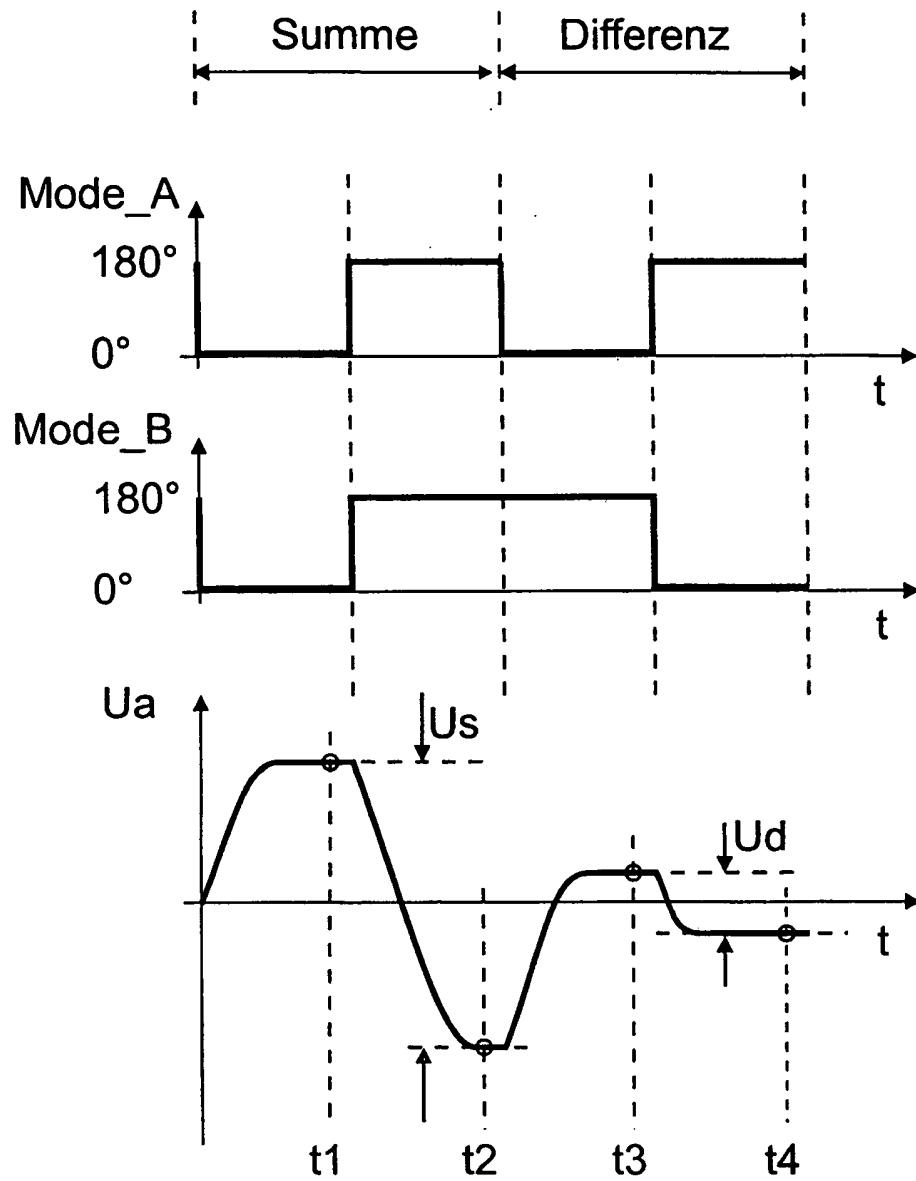 Summe Differenz
Mode_A
180°
0°
t
Mode_B
180°
0°
t
Ua
Us
Ud
t
t1 t2 t3 t4